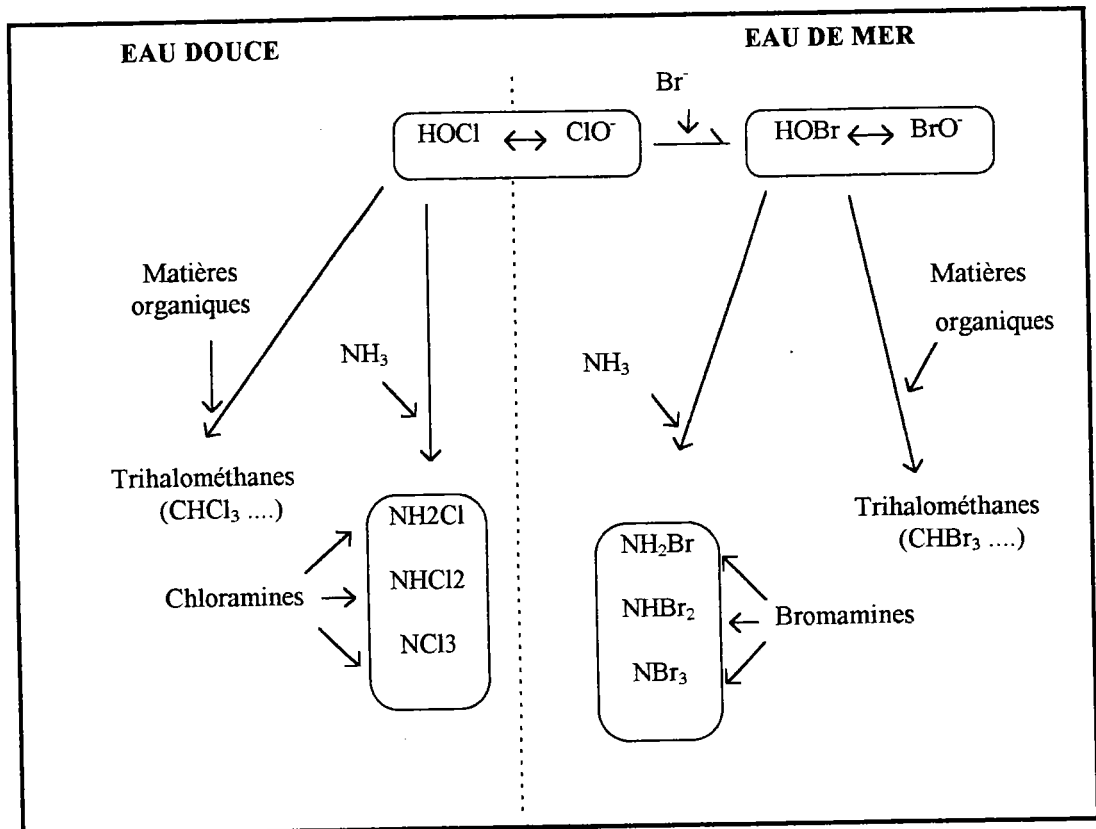 EAU DOUCE
EAU DE MER
Br⁻
HOCl ↔ ClO⁻
HOBr ↔ BrO⁻
Matières
organiques
NH₃
Trihalométhanes
(CHCl₃ ....)
NH2Cl
NHCl2
NCl3
Chloramines
NH₃
Matières
organiques
NH₂Br
NHBr₂
NBr₃
Bromamines
Trihalométhanes
(CHBr₃ ....)